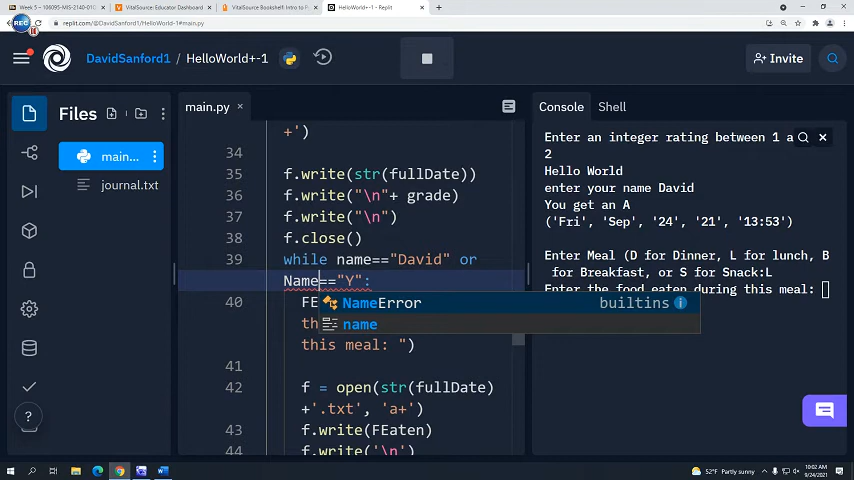 Week 5 - 106095-MIS-2140-01
VitalSource: Educator Dashboard
VitalSource Bookshelf: Intro to F
HelloWorld+-1 - Replit
REC
replit.com/@DavidSanford1/HelloWorld-1#main.py
DavidSanford1 / HelloWorld+-1
Invite
Files
main...
journal.txt
main.py
+')
34
35 f.write(str(fullDate))
36 f.write("\n"+ grade)
37 f.write("\n")
38 f.close()
39 while name=="David" or
Name=="Y":
40 FE
th
this meal: ")
41
42 f = open(str(fullDate)
+'.txt', 'a+')
43 f.write(FEaten)
44 f.write('\n')
NameError builtins
name
Console
Shell
Enter an integer rating between 1 a
2
Hello World
enter your name David
You get an A
('Fri', 'Sep', '24', '21', '13:53')
Enter Meal (D for Dinner, L for lunch, B
for Breakfast, or S for Snack:L
Enter the food eaten during this meal:
?
52°F Partly sunny
10:02 AM
9/24/2021